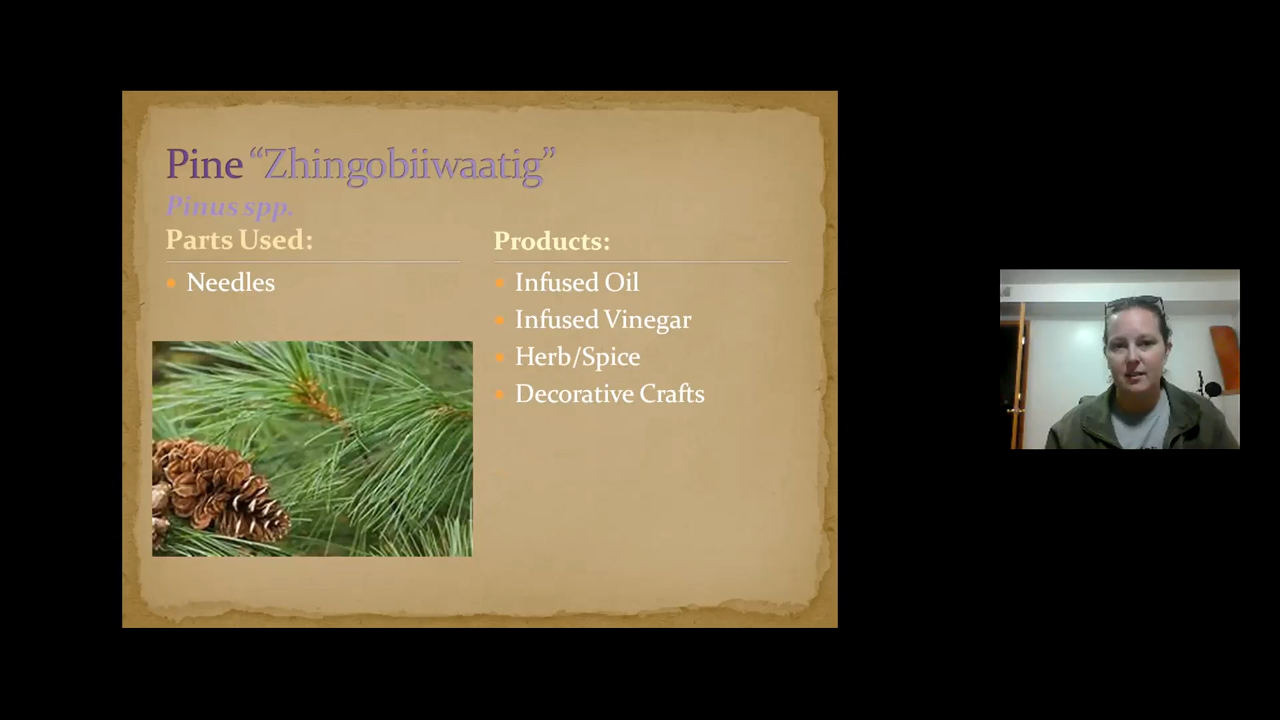 Pine “Zhingobiiwaatig”
Pinus spp.
Parts Used:
Needles
Products:
Infused Oil
Infused Vinegar
Herb/Spice
Decorative Crafts